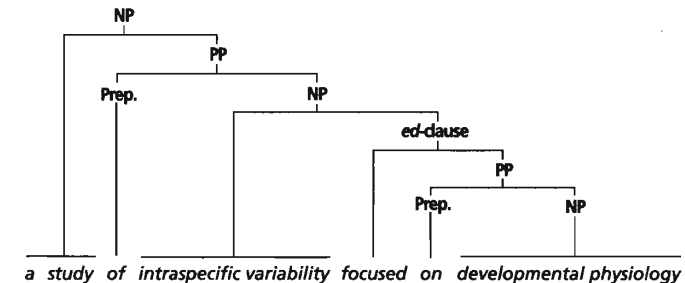 NP
PP
Prep. NP
ed-clause
PP
Prep. NP
a study of intraspecific variability focused on developmental physiology